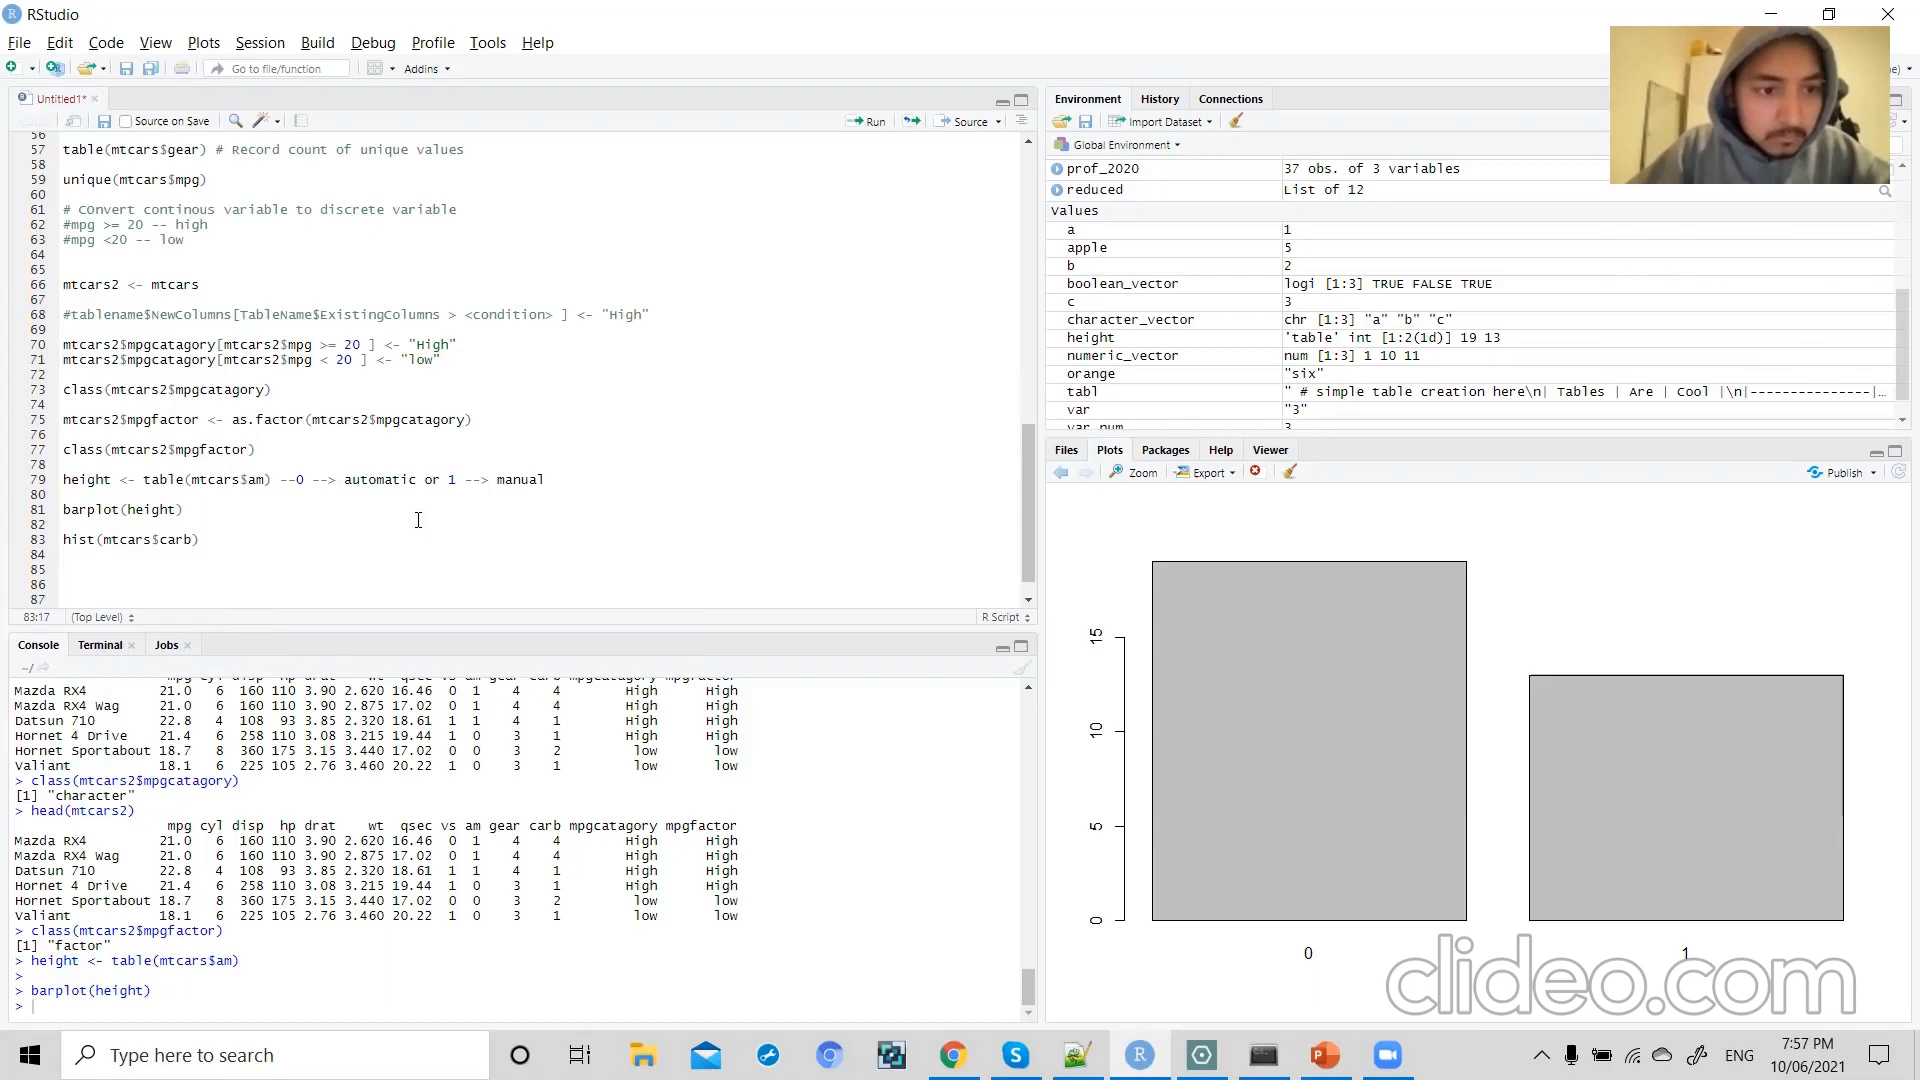 RStudio
File Edit Code View Plots Session Build Debug Profile Tools Help
Go to file/function Addins
Untitled1*
Source on Save Run Source
56
57 table(mtcars$gear) # Record count of unique values
58
59 unique(mtcars$mpg)
60
61 # COnvert continous variable to discrete variable
62 #mpg >= 20 -- high
63 #mpg <20 -- low
64
65
66 mtcars2 <- mtcars
67
68 #tablename$NewColumns[TableName$ExistingColumns > <condition> ] <- "High"
69
70 mtcars2$mpgcatagory[mtcars2$mpg >= 20 ] <- "High"
71 mtcars2$mpgcatagory[mtcars2$mpg < 20 ] <- "low"
72
73 class(mtcars2$mpgcatagory)
74
75 mtcars2$mpgfactor <- as.factor(mtcars2$mpgcatagory)
76
77 class(mtcars2$mpgfactor)
78
79 height <- table(mtcars$am) --0 --> automatic or 1 --> manual
80
81 barplot(height)
82
83 hist(mtcars$carb)
84
85
86
87
83:17 (Top Level) R Script
Console Terminal Jobs
~/
mpg cyl disp hp drat wt qsec vs am gear carb mpgcatagory mpgfactor
Mazda RX4 21.0 6 160 110 3.90 2.620 16.46 0 1 4 4 High High
Mazda RX4 Wag 21.0 6 160 110 3.90 2.875 17.02 0 1 4 4 High High
Datsun 710 22.8 4 108 93 3.85 2.320 18.61 1 1 4 1 High High
Hornet 4 Drive 21.4 6 258 110 3.08 3.215 19.44 1 0 3 1 High High
Hornet Sportabout 18.7 8 360 175 3.15 3.440 17.02 0 0 3 2 low low
Valiant 18.1 6 225 105 2.76 3.460 20.22 1 0 3 1 low low
> class(mtcars2$mpgcatagory)
[1] "character"
> head(mtcars2)
mpg cyl disp hp drat wt qsec vs am gear carb mpgcatagory mpgfactor
Mazda RX4 21.0 6 160 110 3.90 2.620 16.46 0 1 4 4 High High
Mazda RX4 Wag 21.0 6 160 110 3.90 2.875 17.02 0 1 4 4 High High
Datsun 710 22.8 4 108 93 3.85 2.320 18.61 1 1 4 1 High High
Hornet 4 Drive 21.4 6 258 110 3.08 3.215 19.44 1 0 3 1 High High
Hornet Sportabout 18.7 8 360 175 3.15 3.440 17.02 0 0 3 2 low low
Valiant 18.1 6 225 105 2.76 3.460 20.22 1 0 3 1 low low
> class(mtcars2$mpgfactor)
[1] "factor"
> height <- table(mtcars$am)
>
> barplot(height)
>
Environment History Connections
Import Dataset
Global Environment
prof_2020 37 obs. of 3 variables
reduced List of 12
Values
a 1
apple 5
b 2
boolean_vector logi [1:3] TRUE FALSE TRUE
c 3
character_vector chr [1:3] "a" "b" "c"
height 'table' int [1:2(1d)] 19 13
numeric_vector num [1:3] 1 10 11
orange "six"
tabl " # simple table creation here\n| Tables | Are | Cool |\n|---------------|…
var "3"
var_num 3
Files Plots Packages Help Viewer
Zoom Export Publish
15
10
5
0
0 1
clideo.com
Type here to search
ENG
7:57 PM
10/06/2021